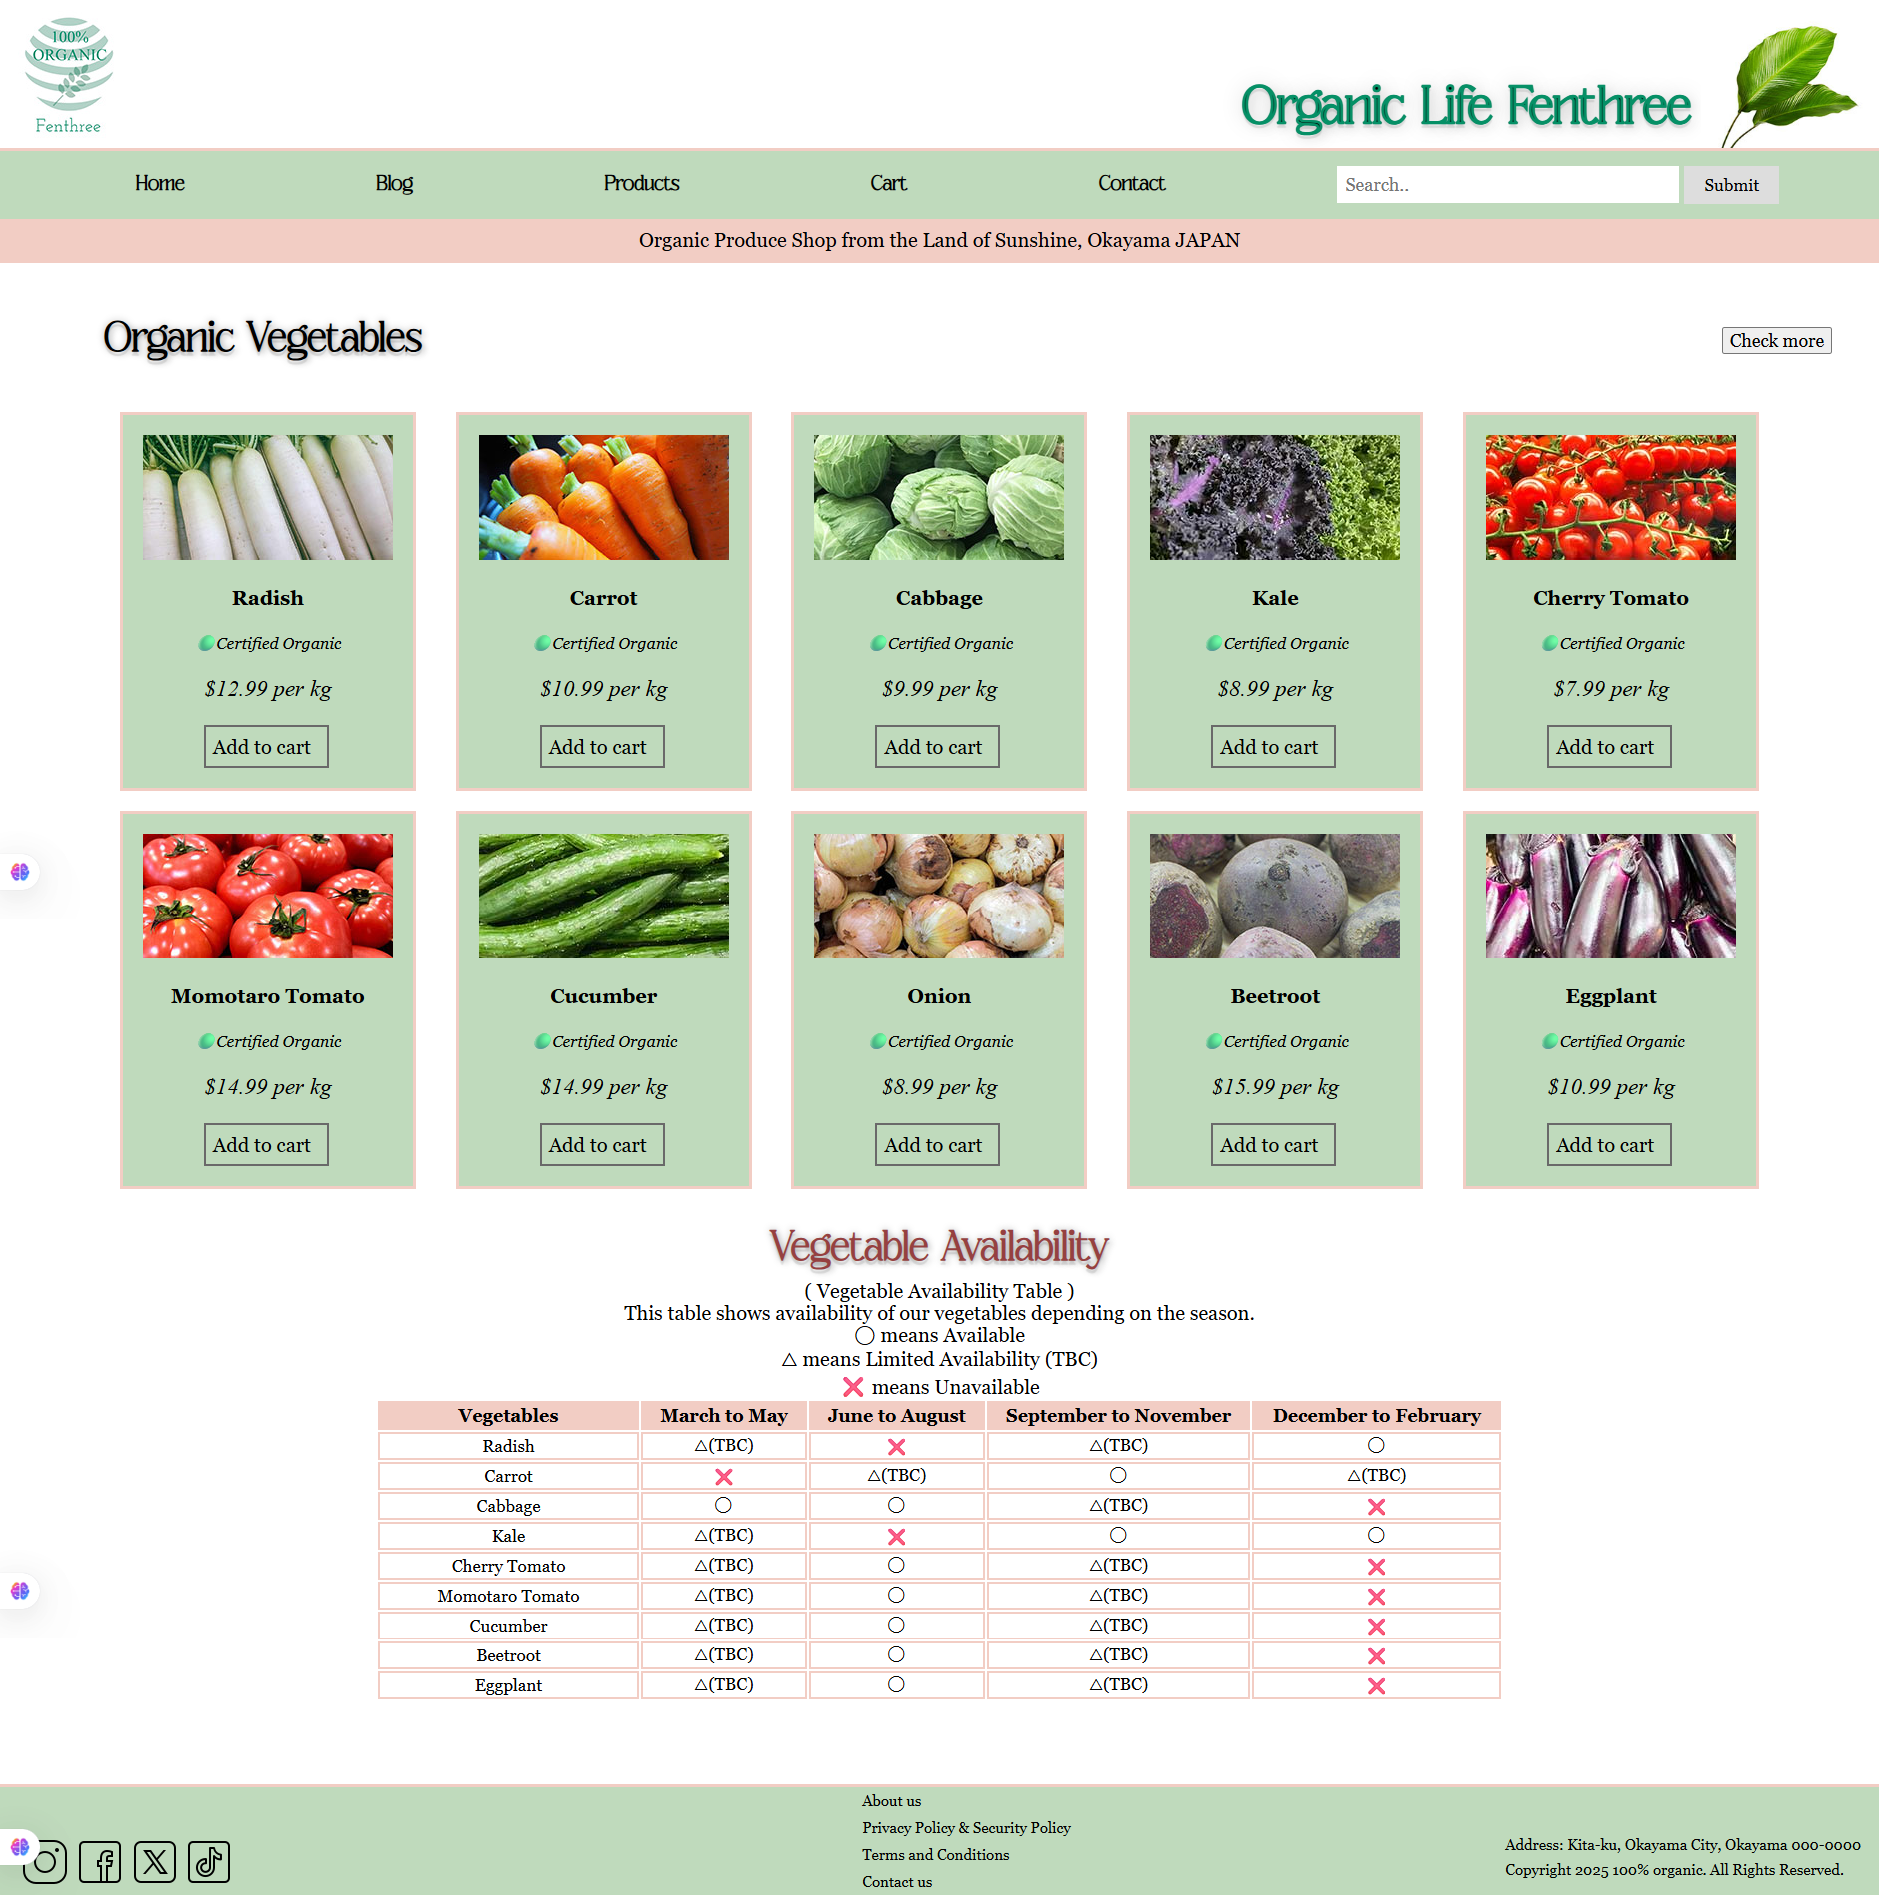 100%
ORGANIC
Fenthree
Organic Life Fenthree
Home Blog Products Cart Contact Search.. Submit
Organic Produce Shop from the Land of Sunshine, Okayama JAPAN
Organic Vegetables Check more
Radish Carrot Cabbage Kale Cherry Tomato
Certified Organic Certified Organic Certified Organic Certified Organic Certified Organic
$12.99 per kg $10.99 per kg $9.99 per kg $8.99 per kg $7.99 per kg
Add to cart Add to cart Add to cart Add to cart Add to cart
Momotaro Tomato Cucumber Onion Beetroot Eggplant
Certified Organic Certified Organic Certified Organic Certified Organic Certified Organic
$14.99 per kg $14.99 per kg $8.99 per kg $15.99 per kg $10.99 per kg
Add to cart Add to cart Add to cart Add to cart Add to cart
Vegetable Availability
( Vegetable Availability Table )
This table shows availability of our vegetables depending on the season.
◯ means Available
△ means Limited Availability (TBC)
❌ means Unavailable
Vegetables March to May June to August September to November December to February
Radish △(TBC) ❌ △(TBC) ◯
Carrot ❌ △(TBC) ◯ △(TBC)
Cabbage ◯ ◯ △(TBC) ❌
Kale △(TBC) ❌ ◯ ◯
Cherry Tomato △(TBC) ◯ △(TBC) ❌
Momotaro Tomato △(TBC) ◯ △(TBC) ❌
Cucumber △(TBC) ◯ △(TBC) ❌
Beetroot △(TBC) ◯ △(TBC) ❌
Eggplant △(TBC) ◯ △(TBC) ❌
About us
Privacy Policy & Security Policy
Terms and Conditions
Contact us
Address: Kita-ku, Okayama City, Okayama 000-0000
Copyright 2025 100% organic. All Rights Reserved.